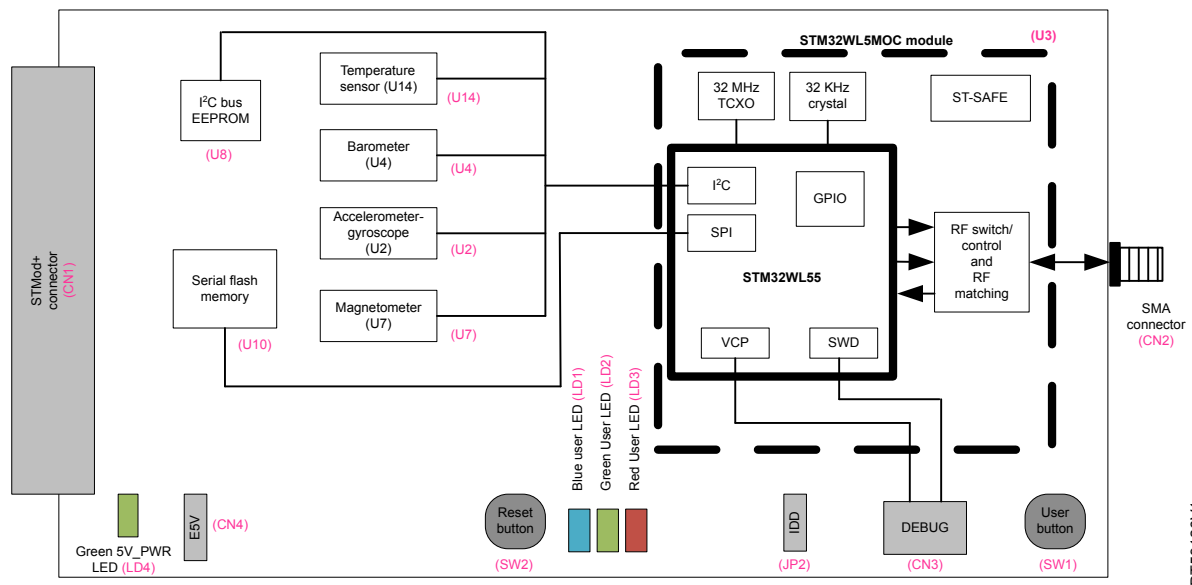 STM32WL5MOC module
(U3)
Temperature
sensor (U14)
(U14)
32 MHz
TCXO
32 KHz
crystal
ST-SAFE
I²C bus
EEPROM
(U8)
Barometer
(U4)
(U4)
I²C
GPIO
Accelerometer-
gyroscope
(U2)
(U2)
SPI
RF switch/
control
and
RF
matching
STMod+
connector
(CN1)
Serial flash
memory
(U10)
STM32WL55
Magnetometer
(U7)
(U7)
SMA
connector
(CN2)
VCP
SWD
Blue user LED (LD1)
Green User LED (LD2)
Red User LED (LD3)
Green 5V_PWR
LED (LD4)
E5V
(CN4)
Reset
button
(SW2)
IDD
(JP2)
DEBUG
(CN3)
User
button
(SW1)